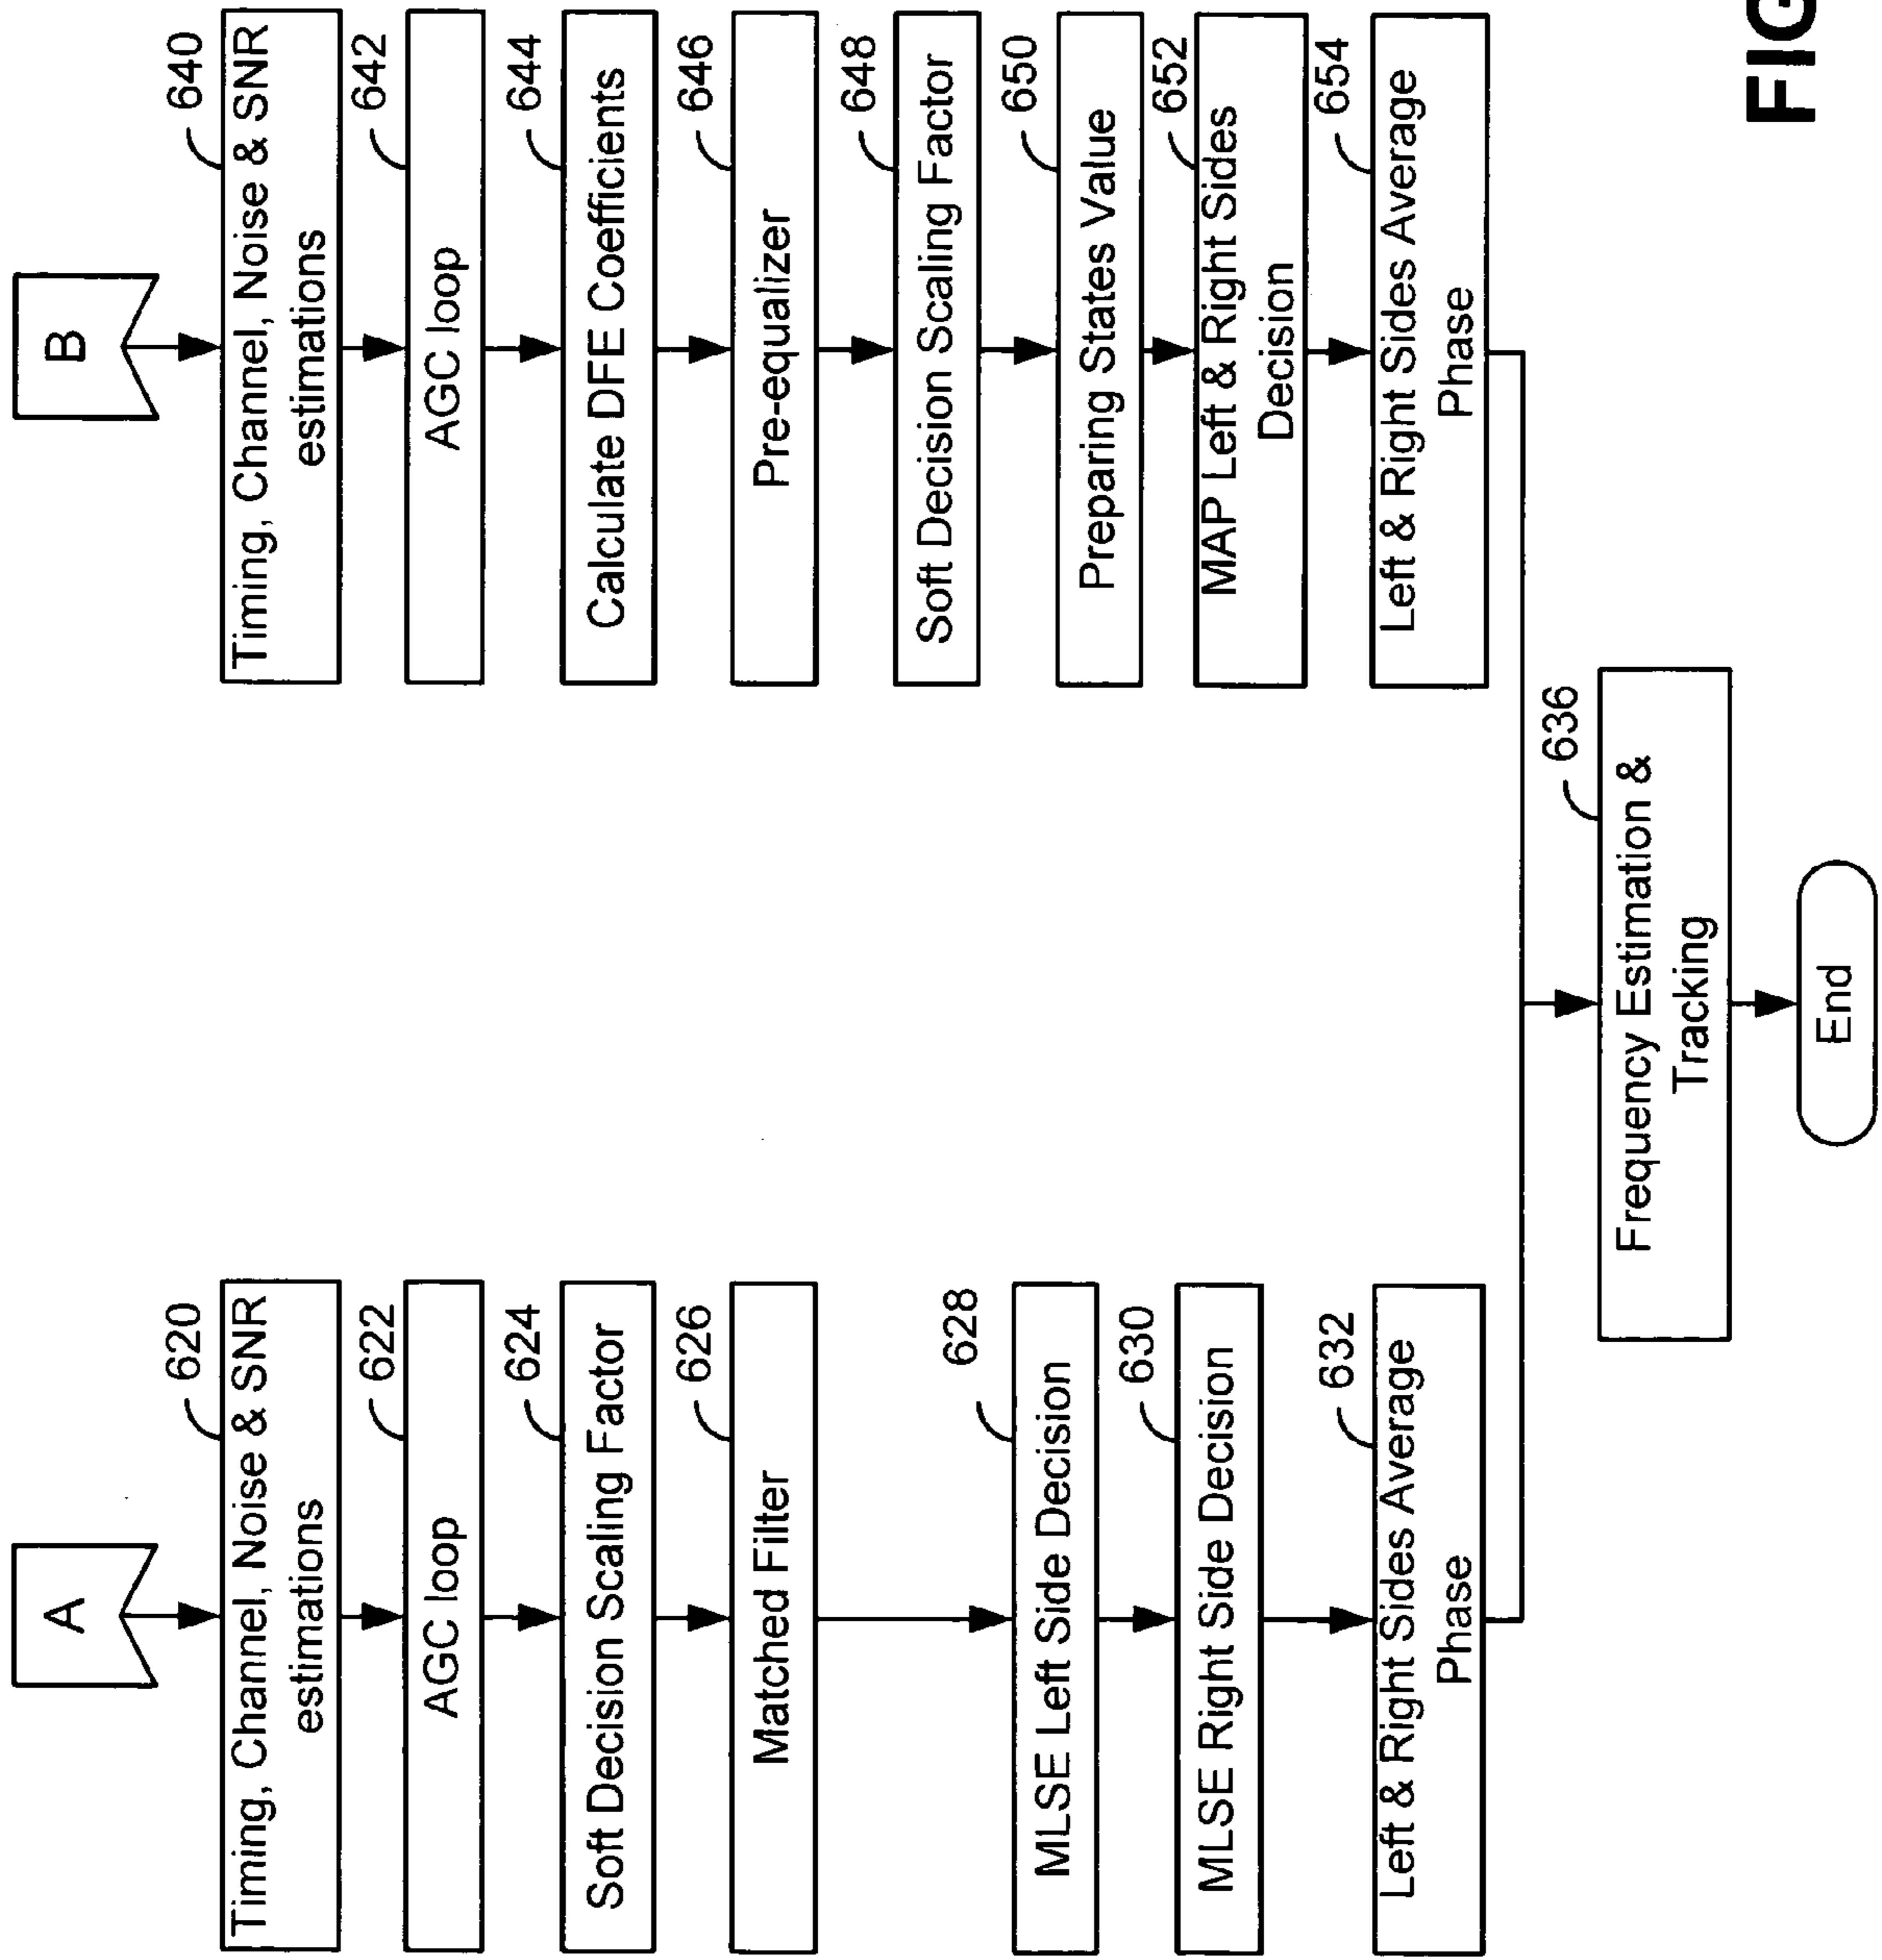 A
620
Timing, Channel, Noise & SNR
estimations
622
AGC loop
624
Soft Decision Scaling Factor
626
Matched Filter
628
MLSE Left Side Decision
630
MLSE Right Side Decision
632
Left & Right Sides Average
Phase
B
640
Timing, Channel, Noise & SNR
estimations
642
AGC loop
644
Calculate DFE Coefficients
646
Pre-equalizer
648
Soft Decision Scaling Factor
650
Preparing States Value
652
MAP Left & Right Sides
Decision
654
Left & Right Sides Average
Phase
636
Frequency Estimation &
Tracking
End
FIG